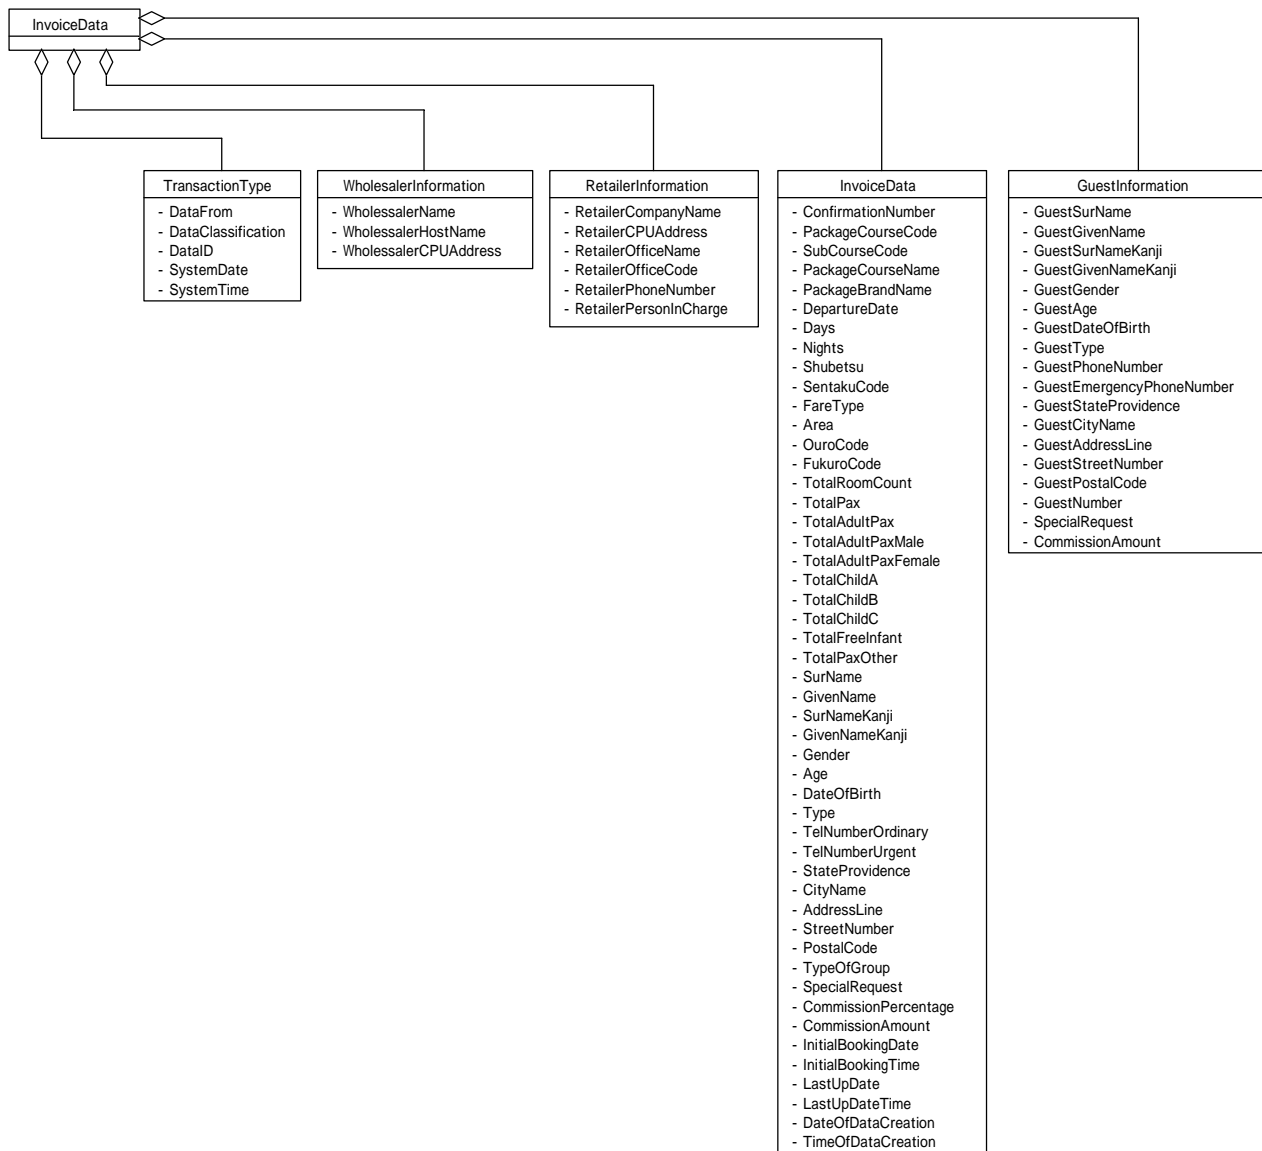 InvoiceData
TransactionType
- DataFrom
- DataClassification
- DataID
- SystemDate
- SystemTime
WholesalerInformation
- WholessalerName
- WholessalerHostName
- WholessalerCPUAddress
RetailerInformation
- RetailerCompanyName
- RetailerCPUAddress
- RetailerOfficeName
- RetailerOfficeCode
- RetailerPhoneNumber
- RetailerPersonInCharge
InvoiceData
- ConfirmationNumber
- PackageCourseCode
- SubCourseCode
- PackageCourseName
- PackageBrandName
- DepartureDate
- Days
- Nights
- Shubetsu
- SentakuCode
- FareType
- Area
- OuroCode
- FukuroCode
- TotalRoomCount
- TotalPax
- TotalAdultPax
- TotalAdultPaxMale
- TotalAdultPaxFemale
- TotalChildA
- TotalChildB
- TotalChildC
- TotalFreeInfant
- TotalPaxOther
- SurName
- GivenName
- SurNameKanji
- GivenNameKanji
- Gender
- Age
- DateOfBirth
- Type
- TelNumberOrdinary
- TelNumberUrgent
- StateProvidence
- CityName
- AddressLine
- StreetNumber
- PostalCode
- TypeOfGroup
- SpecialRequest
- CommissionPercentage
- CommissionAmount
- InitialBookingDate
- InitialBookingTime
- LastUpDate
- LastUpDateTime
- DateOfDataCreation
- TimeOfDataCreation
GuestInformation
- GuestSurName
- GuestGivenName
- GuestSurNameKanji
- GuestGivenNameKanji
- GuestGender
- GuestAge
- GuestDateOfBirth
- GuestType
- GuestPhoneNumber
- GuestEmergencyPhoneNumber
- GuestStateProvidence
- GuestCityName
- GuestAddressLine
- GuestStreetNumber
- GuestPostalCode
- GuestNumber
- SpecialRequest
- CommissionAmount